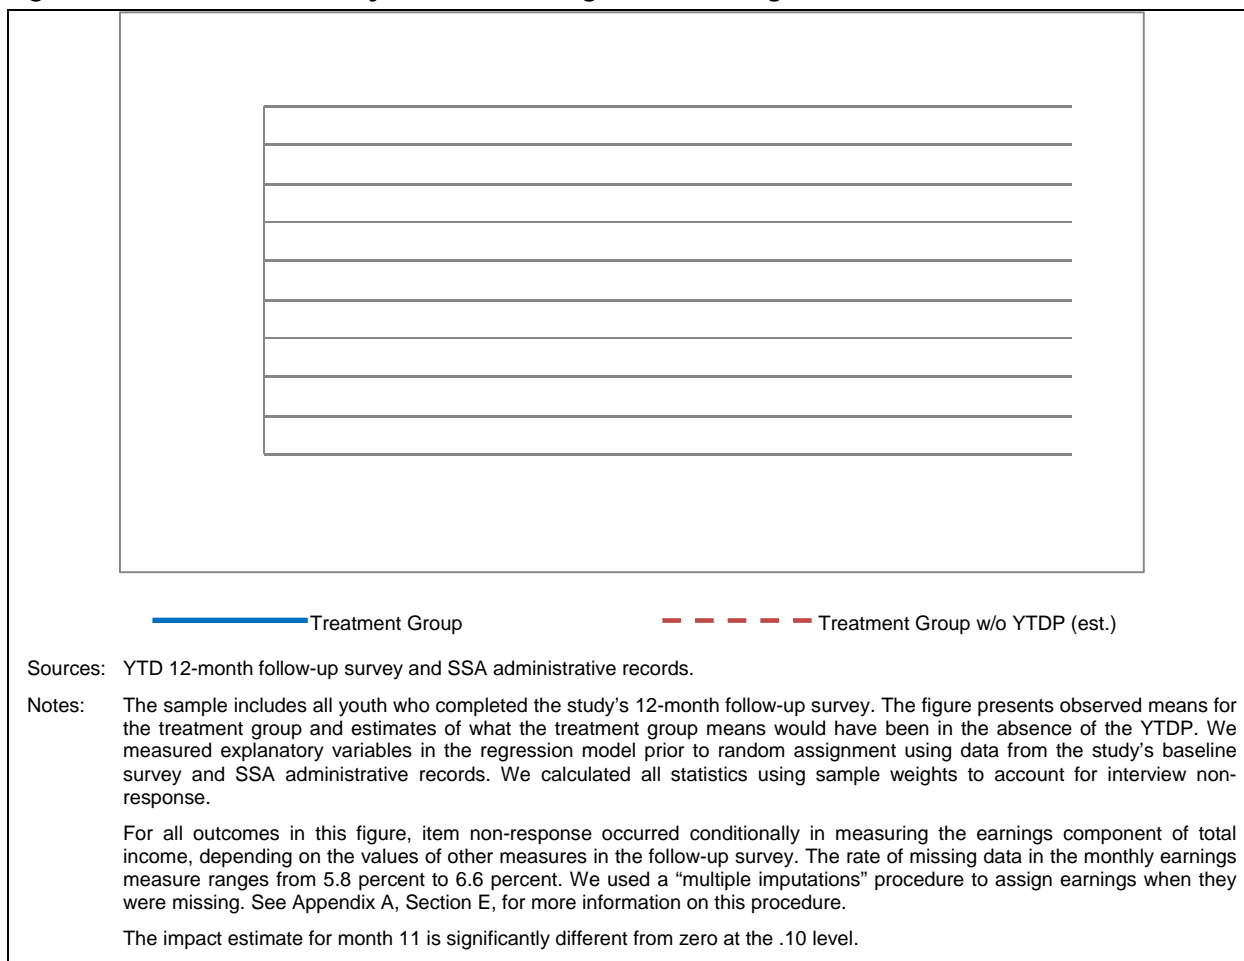 Treatment Group
Treatment Group w/o YTDP (est.)
Sources: YTD 12-month follow-up survey and SSA administrative records.
Notes: The sample includes all youth who completed the study’s 12-month follow-up survey. The figure presents observed means for
the treatment group and estimates of what the treatment group means would have been in the absence of the YTDP. We
measured explanatory variables in the regression model prior to random assignment using data from the study’s baseline
survey and SSA administrative records. We calculated all statistics using sample weights to account for interview non-
response.
For all outcomes in this figure, item non-response occurred conditionally in measuring the earnings component of total
income, depending on the values of other measures in the follow-up survey. The rate of missing data in the monthly earnings
measure ranges from 5.8 percent to 6.6 percent. We used a “multiple imputations” procedure to assign earnings when they
were missing. See Appendix A, Section E, for more information on this procedure.
The impact estimate for month 11 is significantly different from zero at the .10 level.